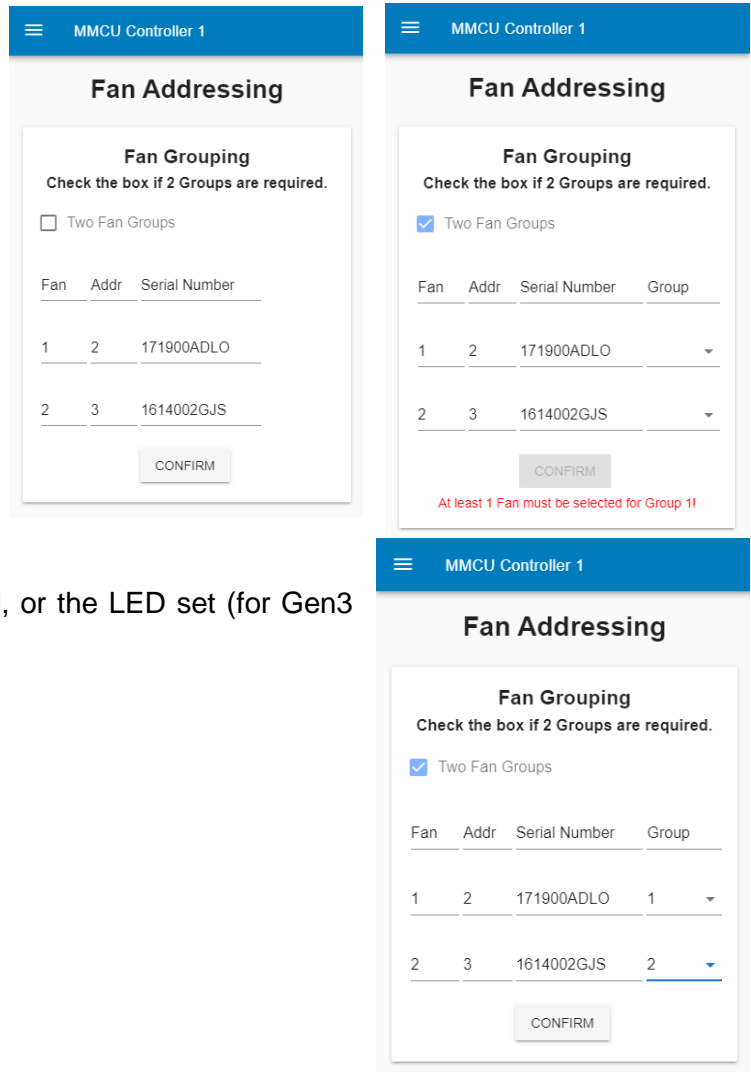 MMCU Controller 1
Fan Addressing
Fan Grouping
Check the box if 2 Groups are required.
Two Fan Groups
Fan Addr Serial Number
1 2 171900ADLO
2 3 1614002GJS
CONFIRM
MMCU Controller 1
Fan Addressing
Fan Grouping
Check the box if 2 Groups are required.
Two Fan Groups
Fan Addr Serial Number Group
1 2 171900ADLO
2 3 1614002GJS
CONFIRM
At least 1 Fan must be selected for Group 1!
, or the LED set (for Gen3
MMCU Controller 1
Fan Addressing
Fan Grouping
Check the box if 2 Groups are required.
Two Fan Groups
Fan Addr Serial Number Group
1 2 171900ADLO 1
2 3 1614002GJS 2
CONFIRM